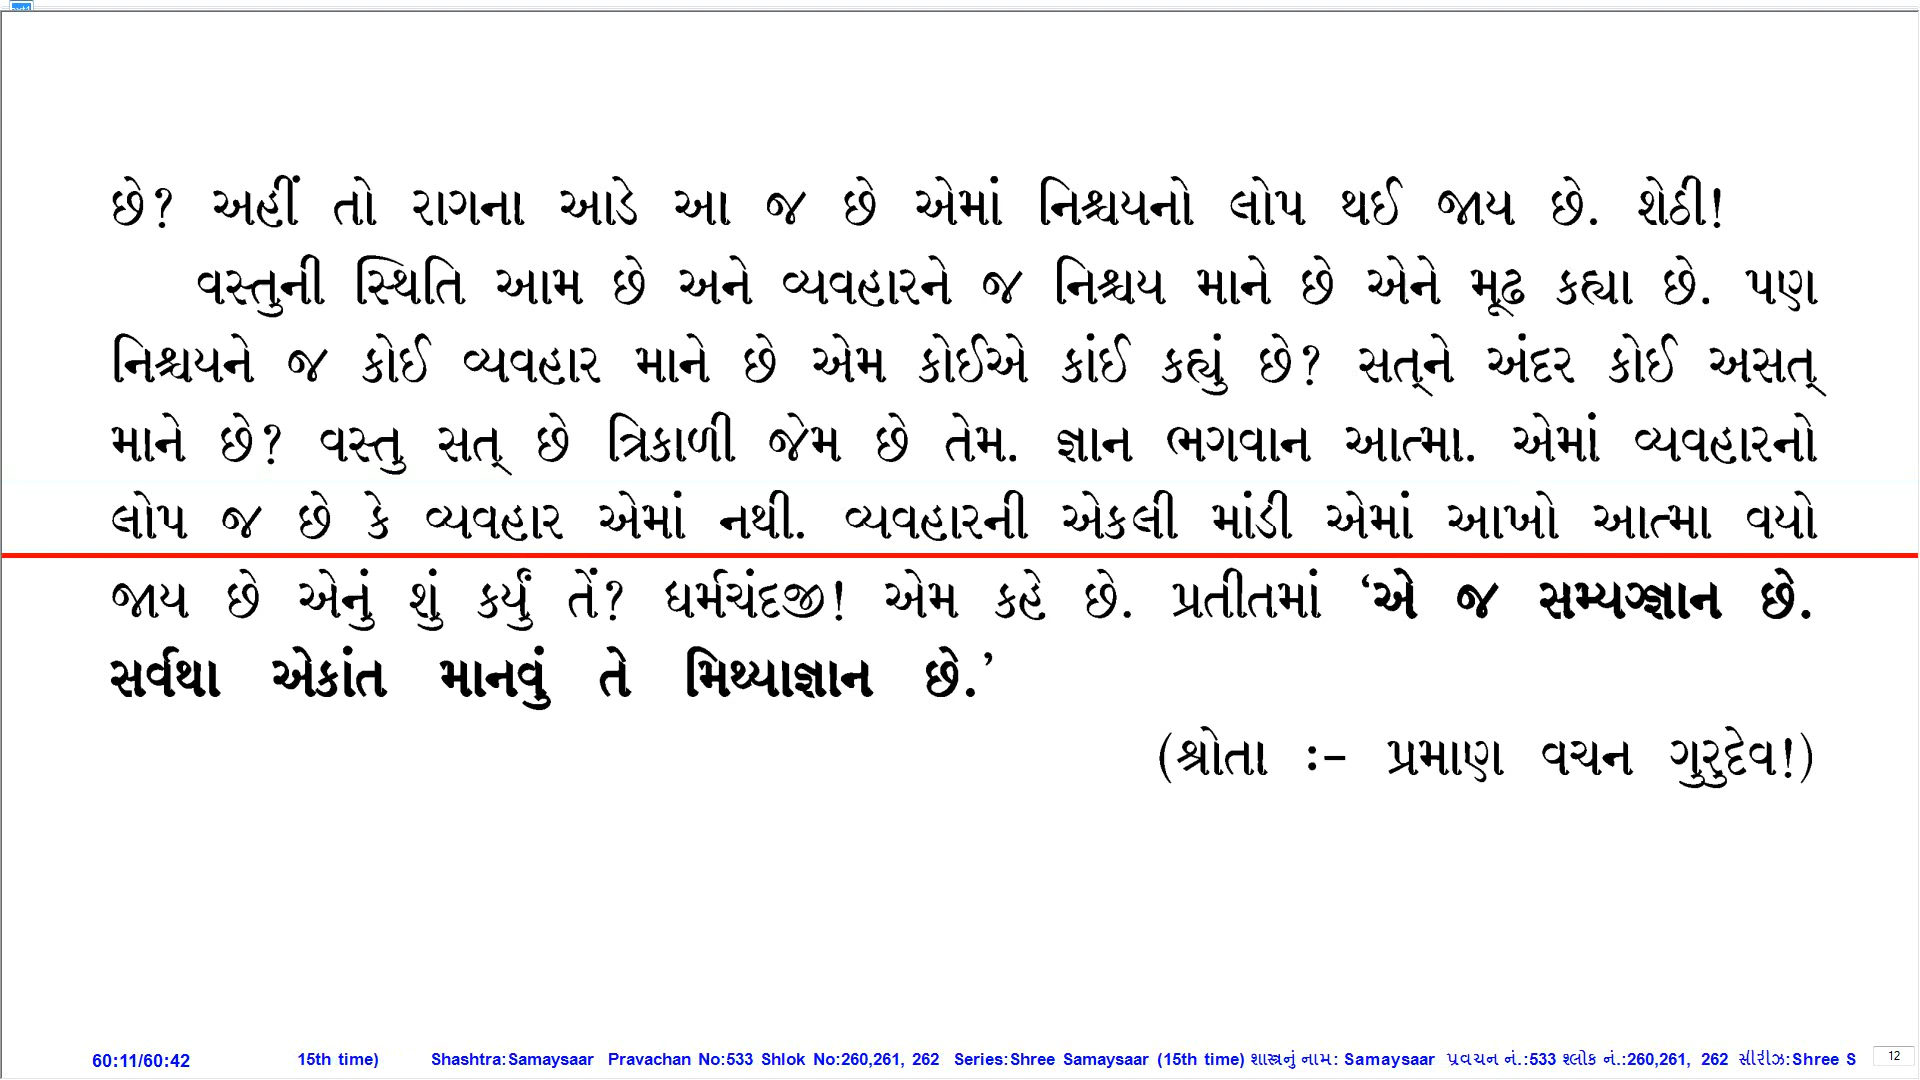 છે? અહીં તો રાગના આડે આ જ છે એમાં નિશ્ચયનો લોપ થઈ જાય છે. શેઠી!
વસ્તુની સ્થિતિ આમ છે અને વ્યવહારને જ નિશ્ચય માને છે એને મૂઢ કહ્યા છે. પણ
નિશ્ચયને જ કોઈ વ્યવહાર માને છે એમ કોઈએ કાંઈ કહ્યું છે? સત્‌ને અંદર કોઈ અસત્
માને છે? વસ્તુ સત્ છે ત્રિકાળી જેમ છે તેમ. જ્ઞાન ભગવાન આત્મા. એમાં વ્યવહારનો
લોપ જ છે કે વ્યવહાર એમાં નથી. વ્યવહારની એકલી માંડી એમાં આખો આત્મા વયો
જાય છે એનું શું કર્યું તેં? ધર્મચંદજી! એમ કહે છે. પ્રતીતમાં ‘એ જ સમ્યગ્જ્ઞાન છે.
સર્વથા એકાંત માનવું તે મિથ્યાજ્ઞાન છે.’
(શ્રોતા :- પ્રમાણ વચન ગુરુદેવ!)
60:11/60:42 15th time) Shashtra:Samaysaar Pravachan No:533 Shlok No:260,261, 262 Series:Shree Samaysaar (15th time) શાસ્ત્રનું નામ: Samaysaar પ્રવચન નં.:533 શ્લોક નં.:260,261, 262 સીરીઝ:Shree S 12